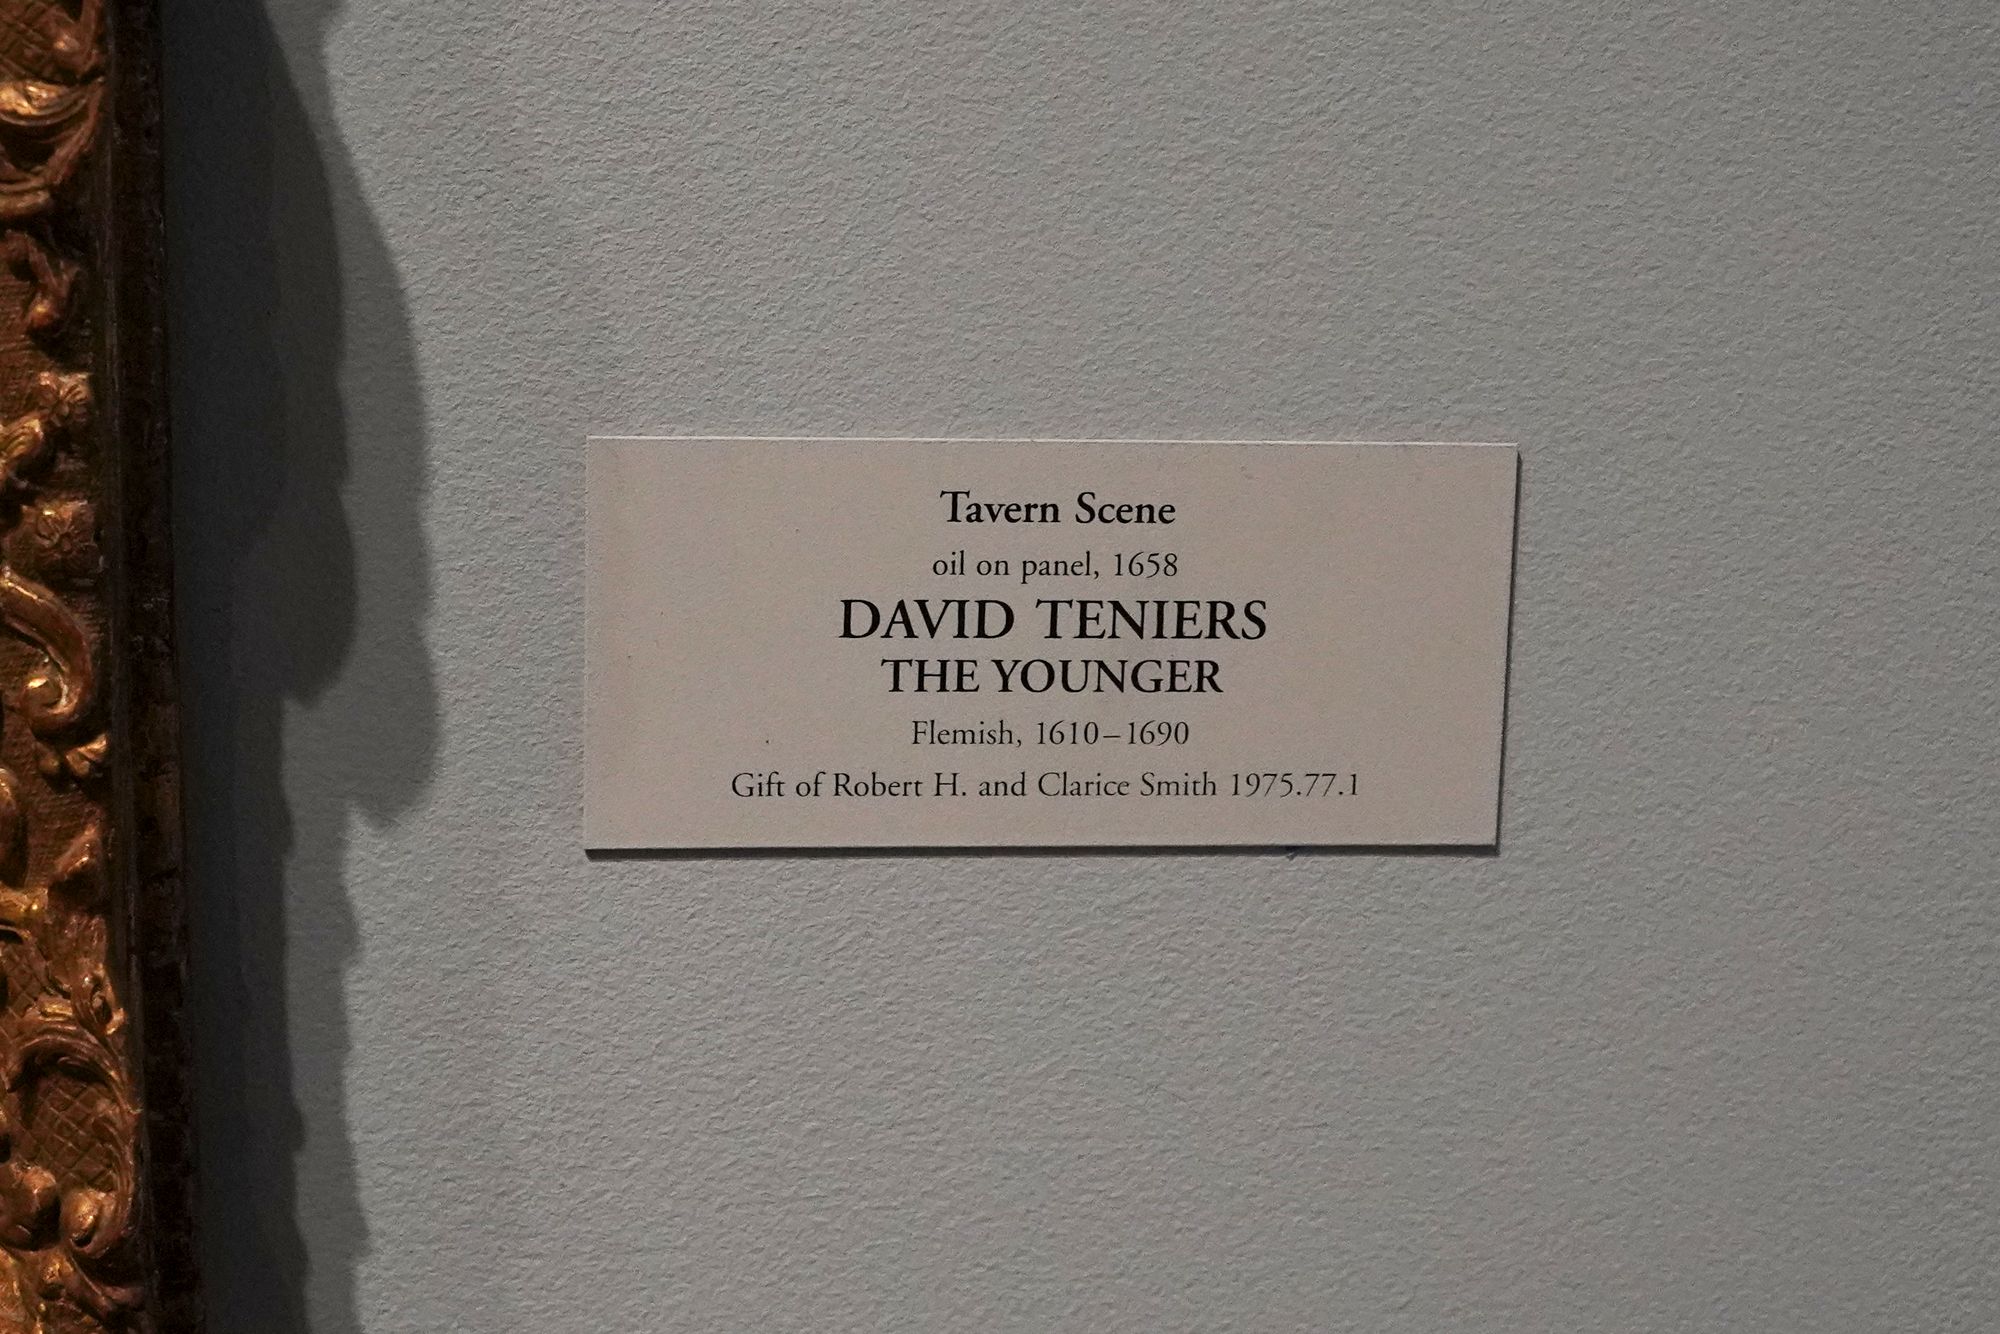 Tavern Scene
oil on panel, 1658
DAVID TENIERS
THE YOUNGER
Flemish, 1610–1690
Gift of Robert H. and Clarice Smith 1975.77.1